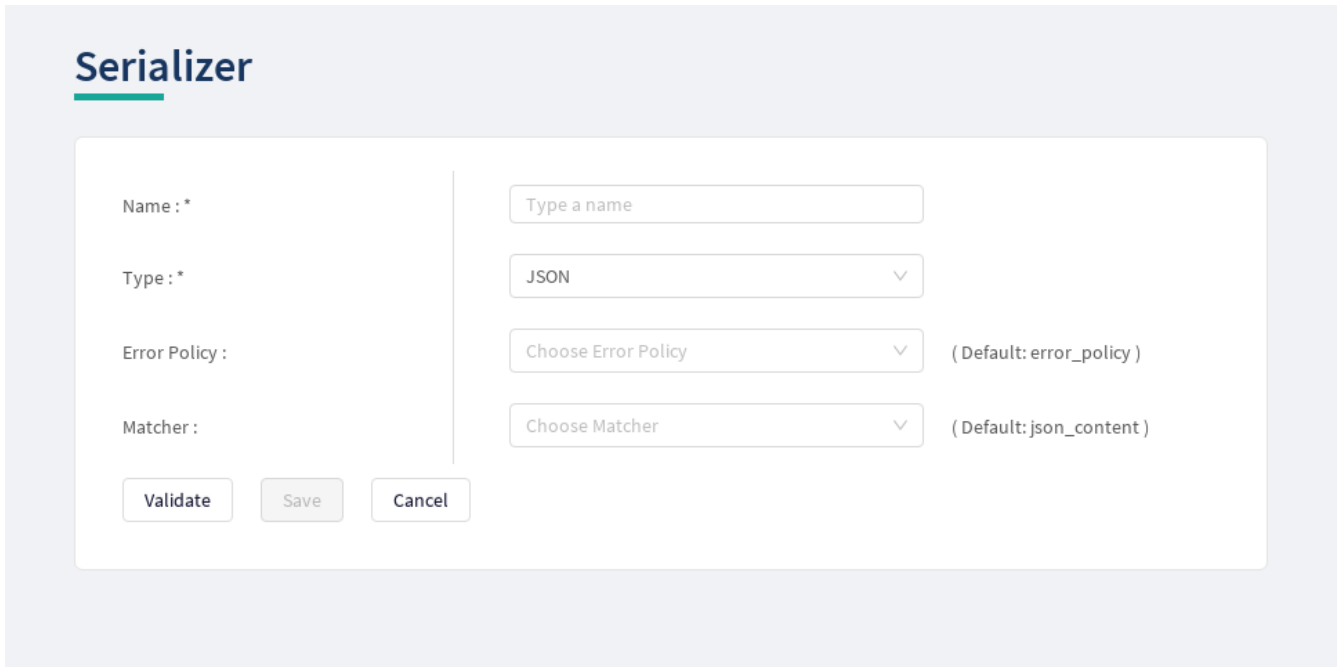 Serializer
Name : *
Type a name
Type : *
JSON
Error Policy :
Choose Error Policy
( Default: error_policy )
Matcher :
Choose Matcher
( Default: json_content )
Validate Save Cancel